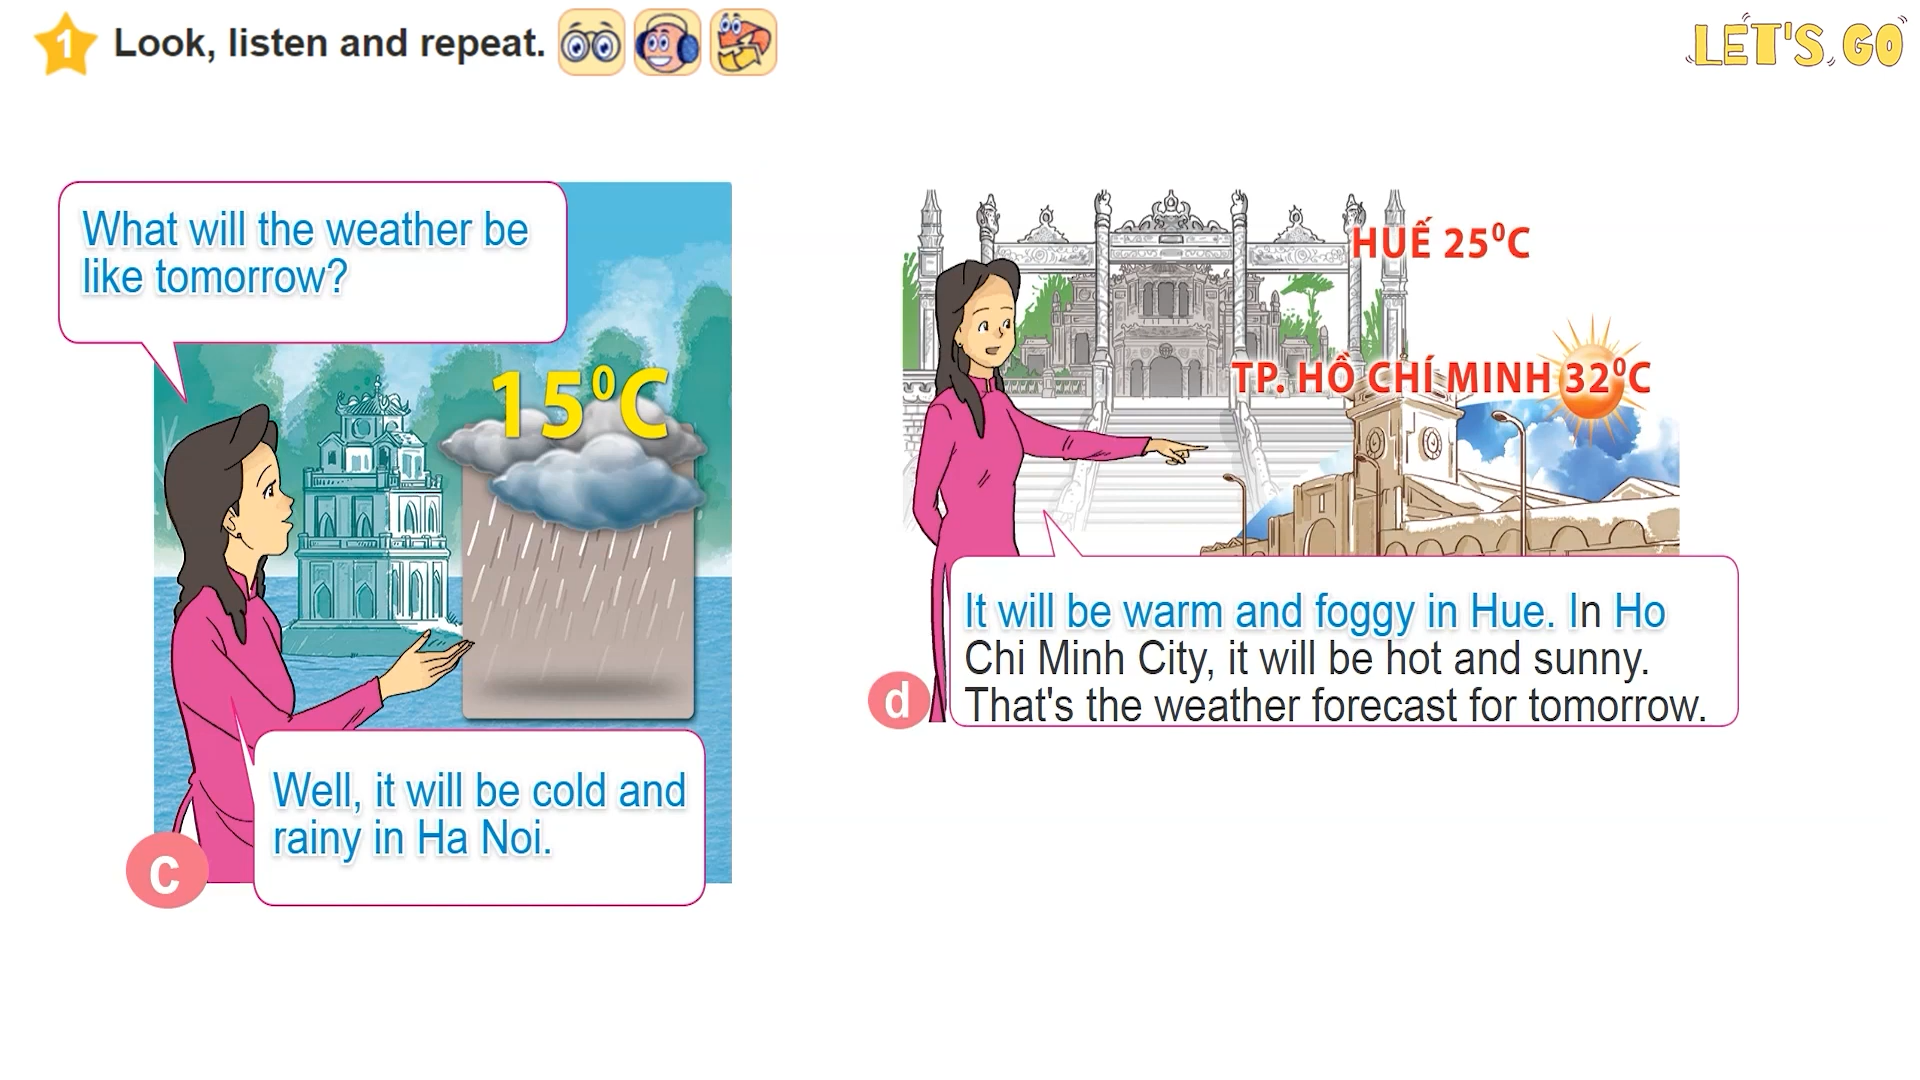 1 Look, listen and repeat.
LET'S GO
What will the weather be
like tomorrow?
15⁰C
Well, it will be cold and
rainy in Ha Noi.
c
HUẾ 25⁰C
TP. HỒ CHÍ MINH 32⁰C
It will be warm and foggy in Hue. In Ho
Chi Minh City, it will be hot and sunny.
That's the weather forecast for tomorrow.
d